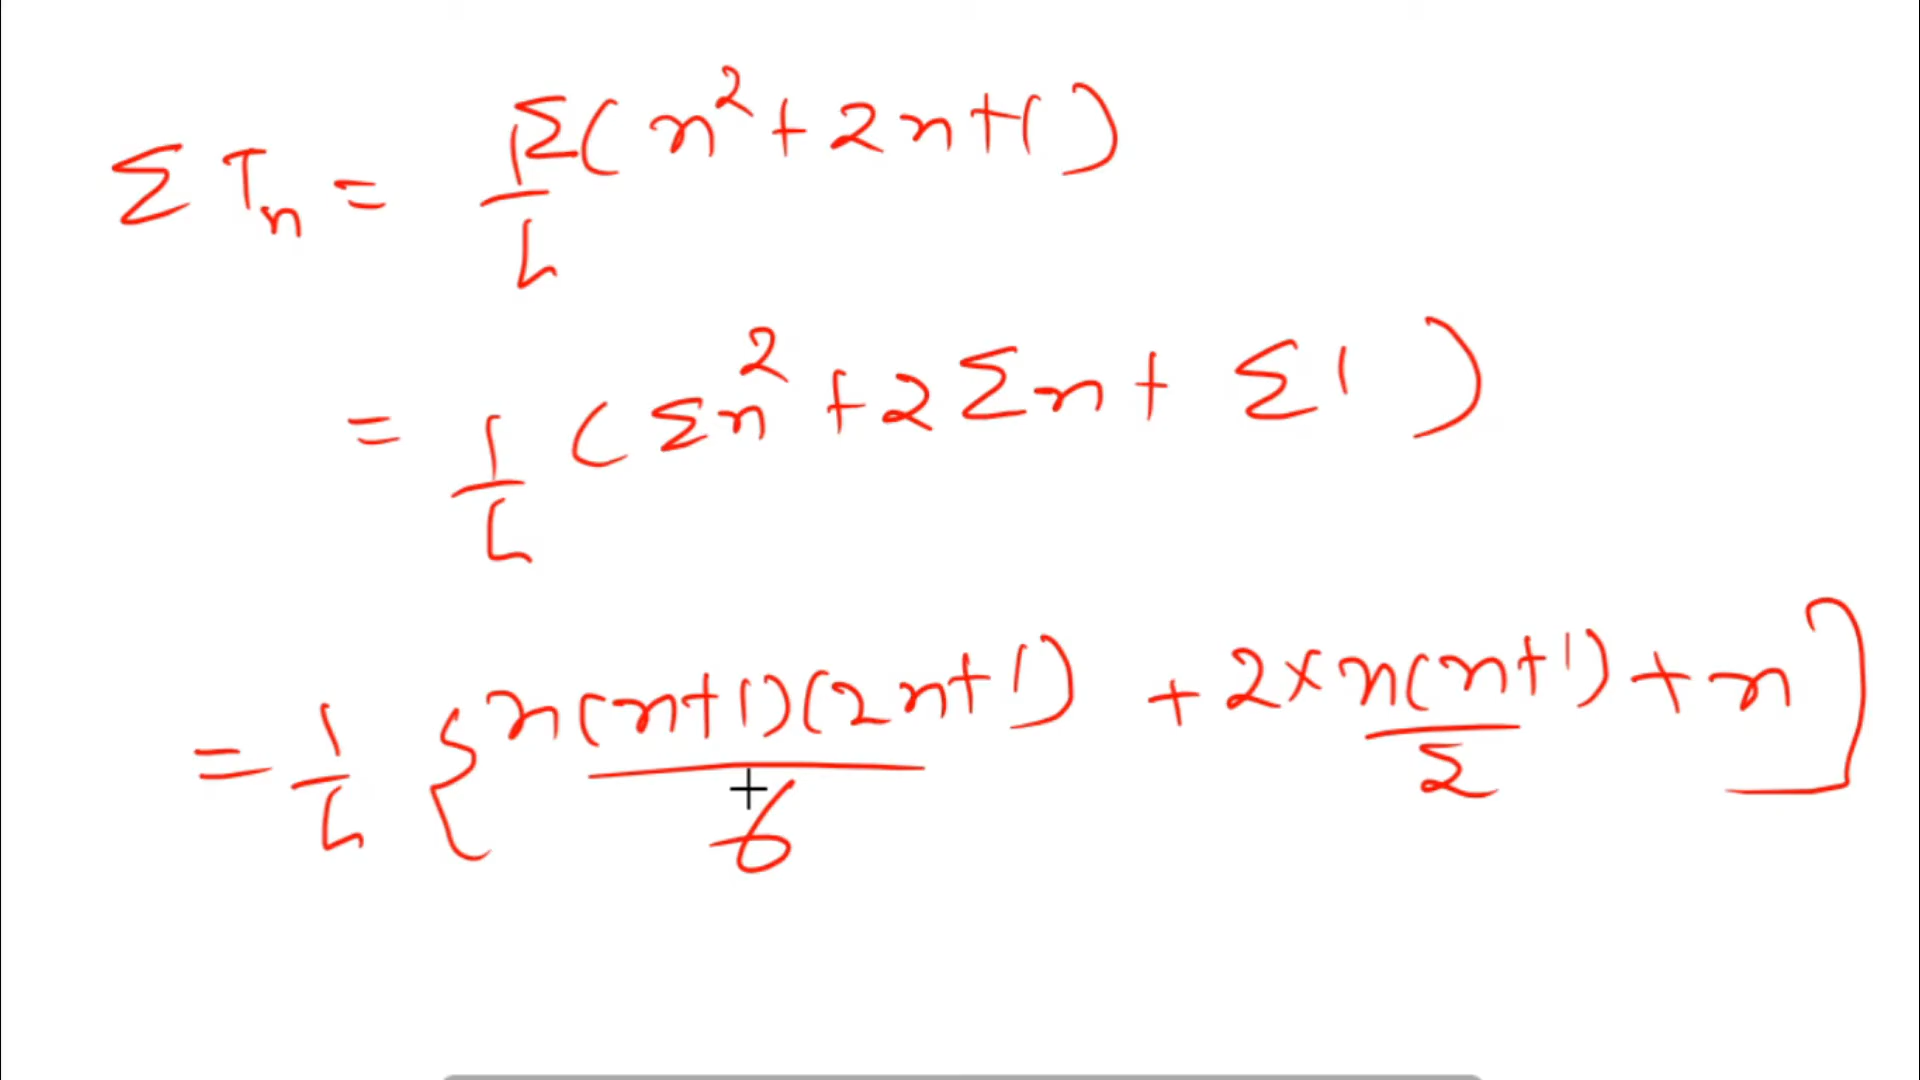 Σ Tn = 1/4 Σ(n² + 2n + 1)
= 1/4 (Σn² + 2Σn + Σ1)
= 1/4 {n(n+1)(2n+1)/6 + 2 × n(n+1)/2 + n]